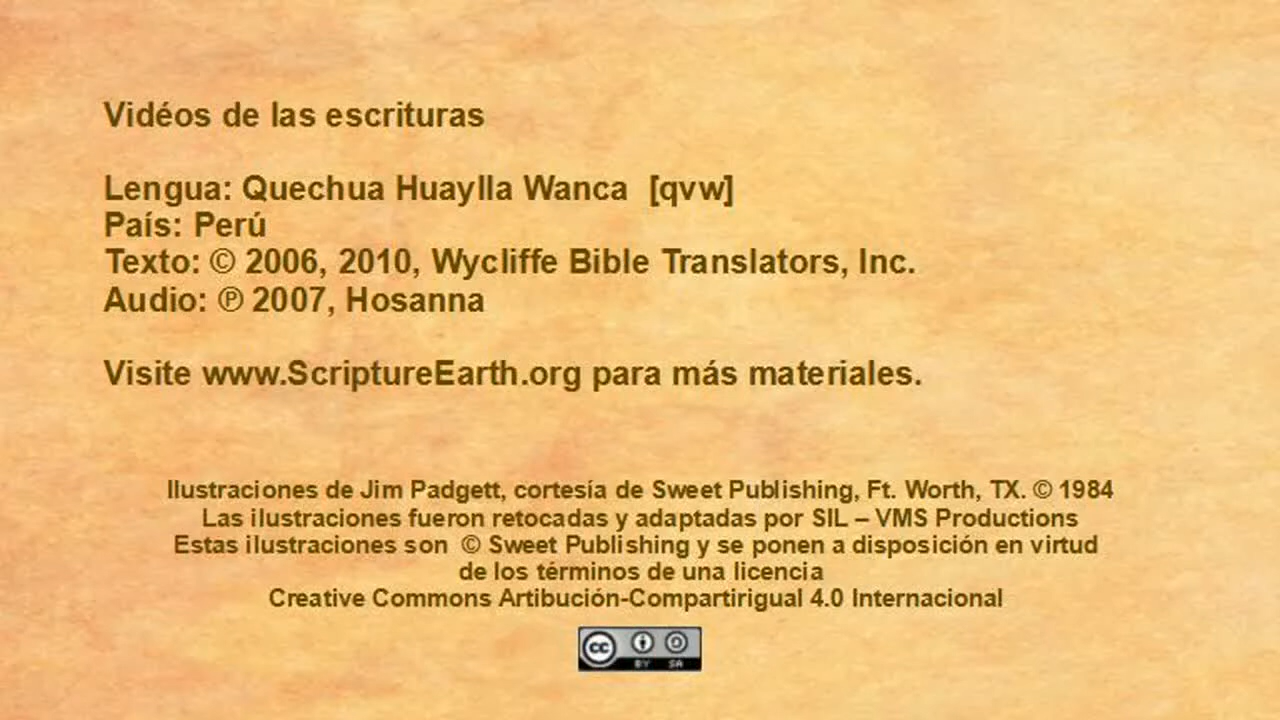 Vidéos de las escrituras
Lengua: Quechua Huaylla Wanca [qvw]
País: Perú
Texto: © 2006, 2010, Wycliffe Bible Translators, Inc.
Audio: ℗ 2007, Hosanna
Visite www.ScriptureEarth.org para más materiales.
Ilustraciones de Jim Padgett, cortesía de Sweet Publishing, Ft. Worth, TX. © 1984
Las ilustraciones fueron retocadas y adaptadas por SIL – VMS Productions
Estas ilustraciones son © Sweet Publishing y se ponen a disposición en virtud
de los términos de una licencia
Creative Commons Artibución-Compartirigual 4.0 Internacional
cc
BY SA